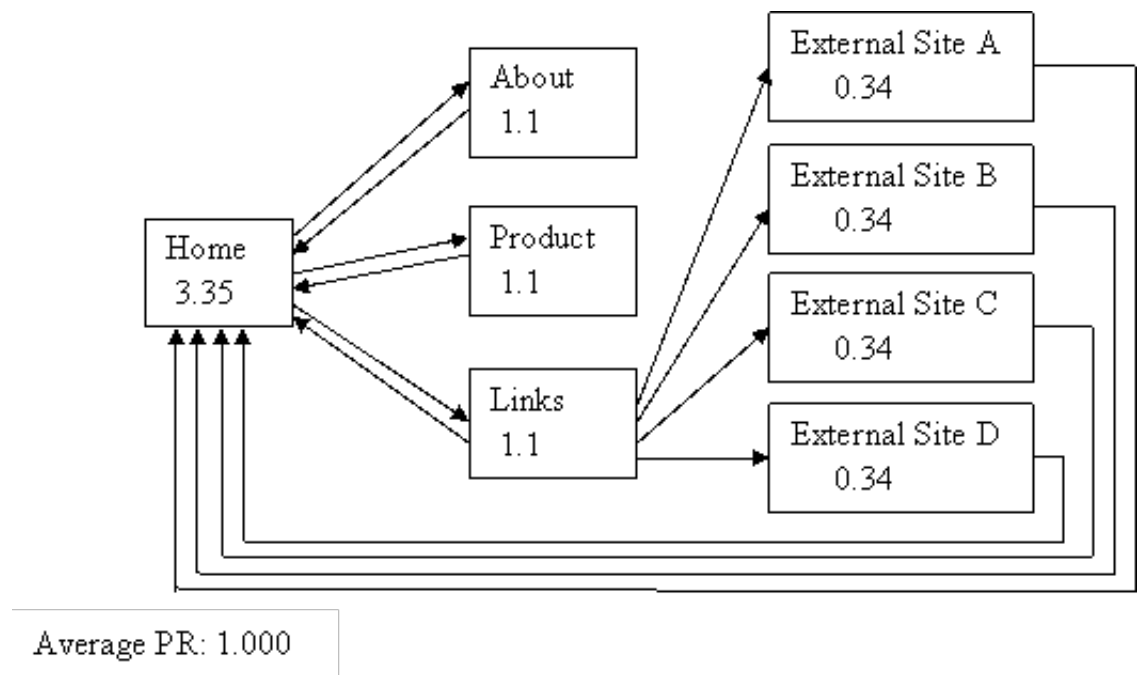 Home
3.35
About
1.1
Product
1.1
Links
1.1
External Site A
0.34
External Site B
0.34
External Site C
0.34
External Site D
0.34
Average PR: 1.000